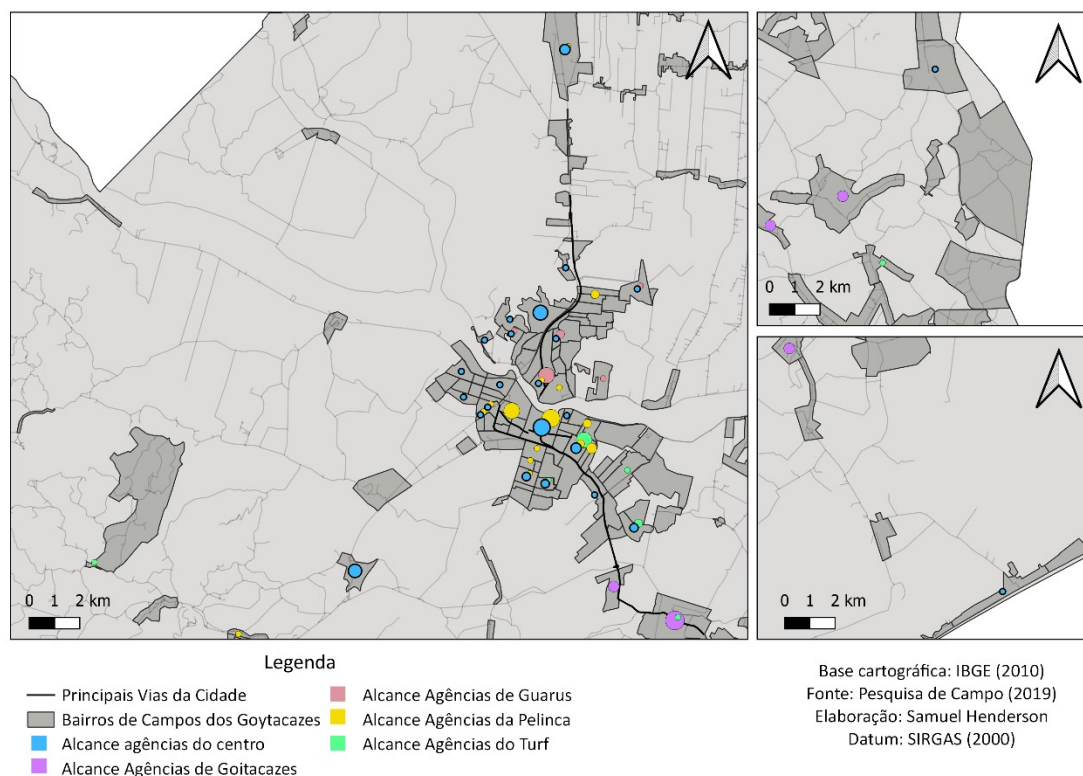 0 1 2 km
0 1 2 km
0 1 2 km
Legenda
Principais Vias da Cidade
Bairros de Campos dos Goytacazes
Alcance agências do centro
Alcance Agências de Goitacazes
Alcance Agências de Guarus
Alcance Agências da Pelinca
Alcance Agências do Turf
Base cartográfica: IBGE (2010)
Fonte: Pesquisa de Campo (2019)
Elaboração: Samuel Henderson
Datum: SIRGAS (2000)